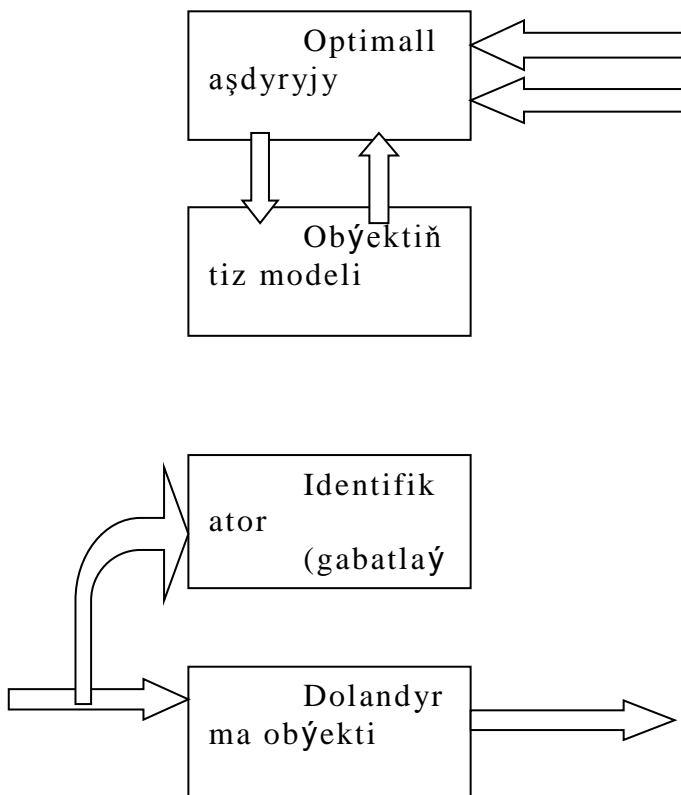 Optimall
aşdyryjy
Obýektiň
tiz modeli
Identifik
ator
(gabatlaý
Dolandyr
ma obýekti